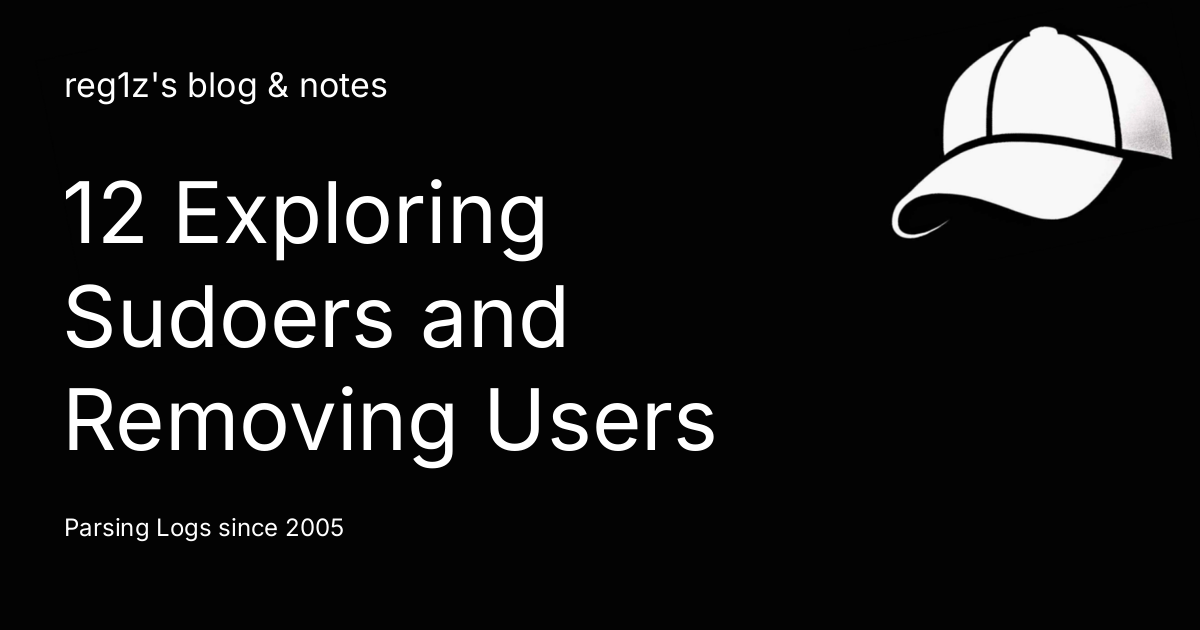 reg1z's blog & notes
12 Exploring
Sudoers and
Removing Users
Parsing Logs since 2005